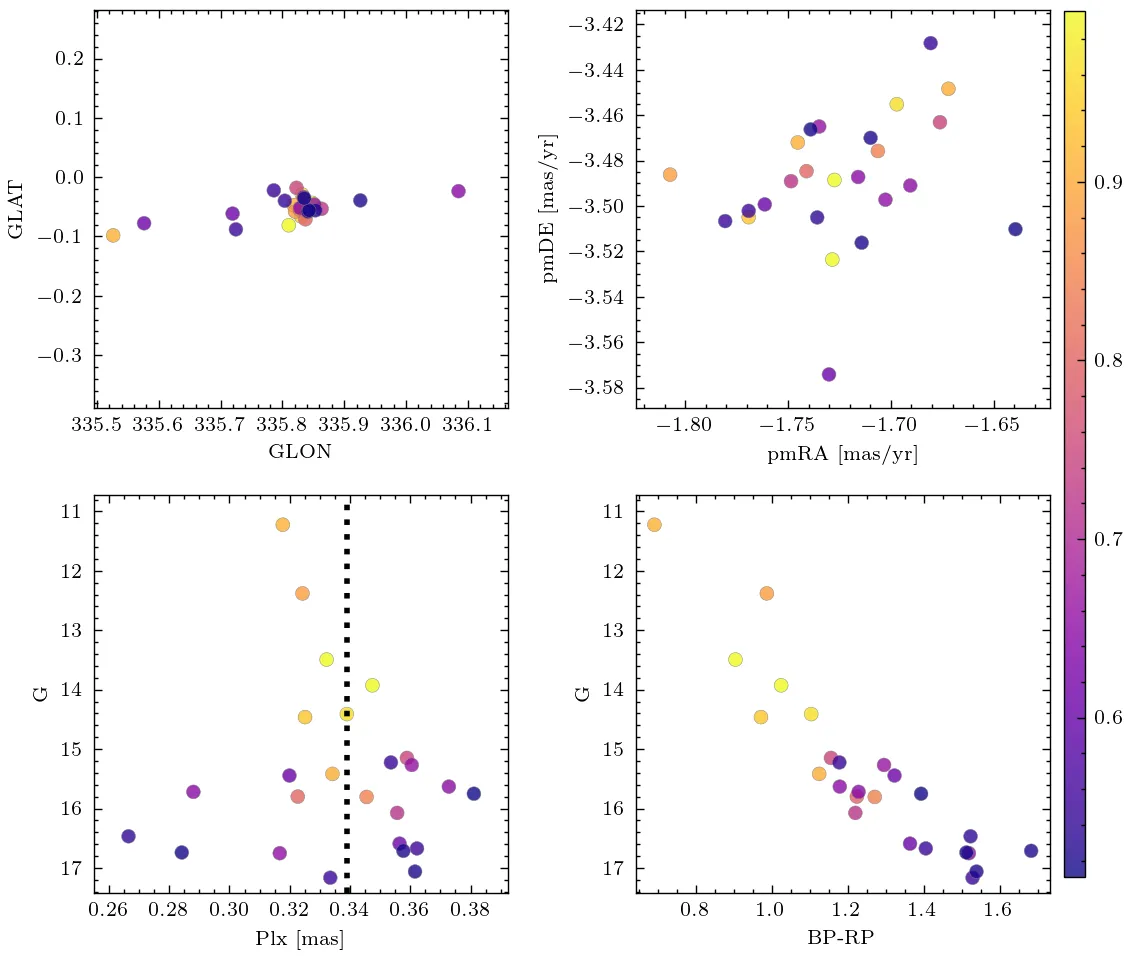 0.2
0.1
0.0
−0.1
−0.2
−0.3
GLAT
335.5 335.6 335.7 335.8 335.9 336.0 336.1
GLON
−3.42
−3.44
−3.46
−3.48
−3.50
−3.52
−3.54
−3.56
−3.58
pmDE [mas/yr]
−1.80 −1.75 −1.70 −1.65
pmRA [mas/yr]
11
12
13
14
15
16
17
G
0.26 0.28 0.30 0.32 0.34 0.36 0.38
Plx [mas]
11
12
13
14
15
16
17
G
0.8 1.0 1.2 1.4 1.6
BP-RP
0.9
0.8
0.7
0.6